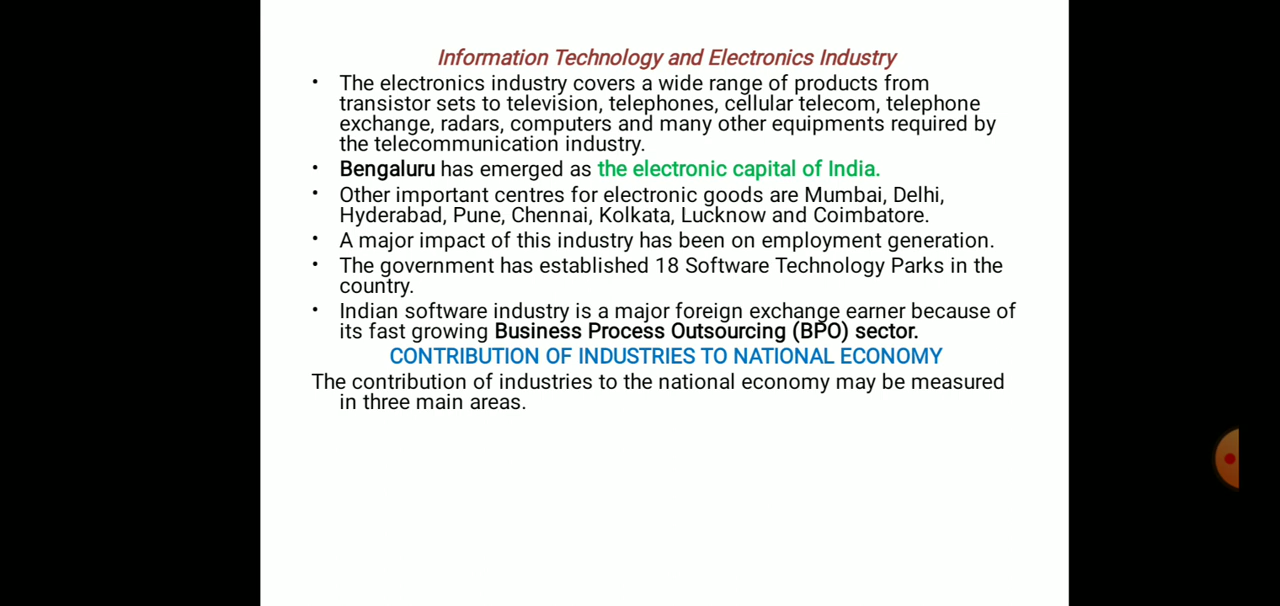 Information Technology and Electronics Industry
• The electronics industry covers a wide range of products from
transistor sets to television, telephones, cellular telecom, telephone
exchange, radars, computers and many other equipments required by
the telecommunication industry.
• Bengaluru has emerged as the electronic capital of India.
• Other important centres for electronic goods are Mumbai, Delhi,
Hyderabad, Pune, Chennai, Kolkata, Lucknow and Coimbatore.
• A major impact of this industry has been on employment generation.
• The government has established 18 Software Technology Parks in the
country.
• Indian software industry is a major foreign exchange earner because of
its fast growing Business Process Outsourcing (BPO) sector.
CONTRIBUTION OF INDUSTRIES TO NATIONAL ECONOMY
The contribution of industries to the national economy may be measured
in three main areas.